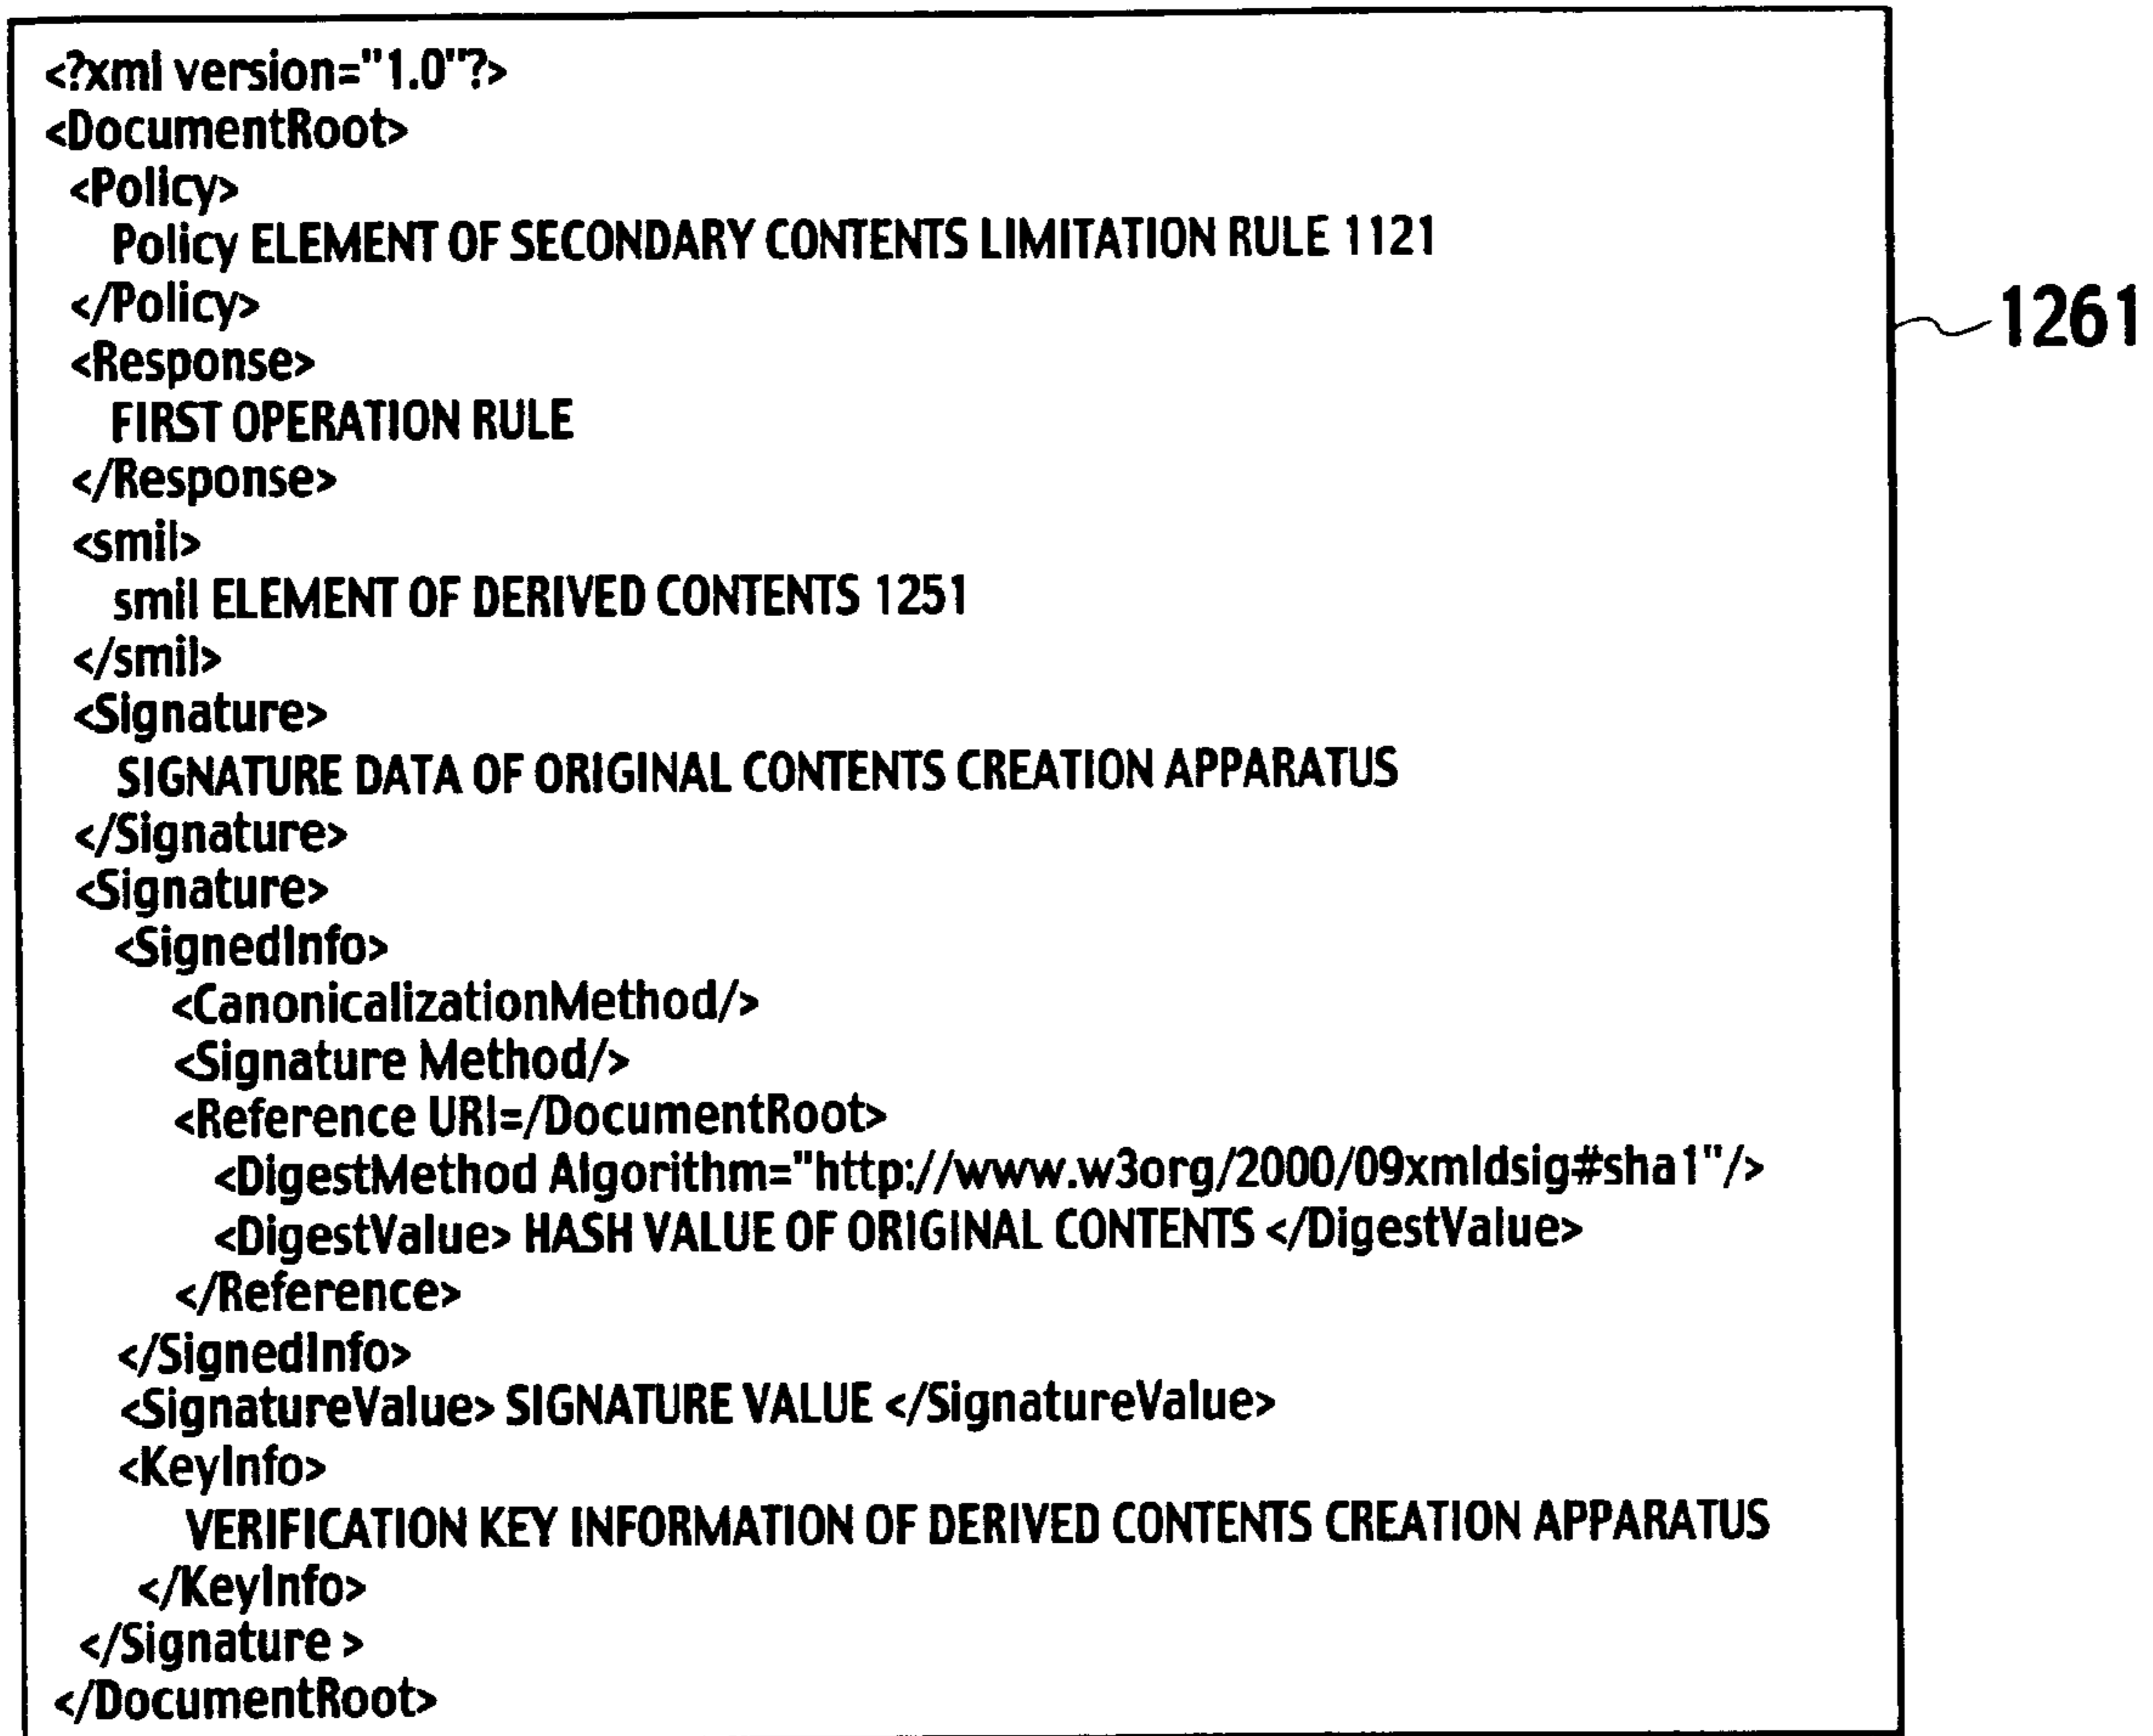 <?xml version="1.0"?>
<DocumentRoot>
<Policy>
Policy ELEMENT OF SECONDARY CONTENTS LIMITATION RULE 1121
</Policy>
<Response>
FIRST OPERATION RULE
</Response>
<smil>
smil ELEMENT OF DERIVED CONTENTS 1251
</smil>
<Signature>
SIGNATURE DATA OF ORIGINAL CONTENTS CREATION APPARATUS
</Signature>
<Signature>
<SignedInfo>
<CanonicalizationMethod/>
<Signature Method/>
<Reference URI=/DocumentRoot>
<DigestMethod Algorithm="http://www.w3org/2000/09xmldsig#sha1"/>
<DigestValue> HASH VALUE OF ORIGINAL CONTENTS </DigestValue>
</Reference>
</SignedInfo>
<SignatureValue> SIGNATURE VALUE </SignatureValue>
<KeyInfo>
VERIFICATION KEY INFORMATION OF DERIVED CONTENTS CREATION APPARATUS
</KeyInfo>
</Signature >
</DocumentRoot>
1261